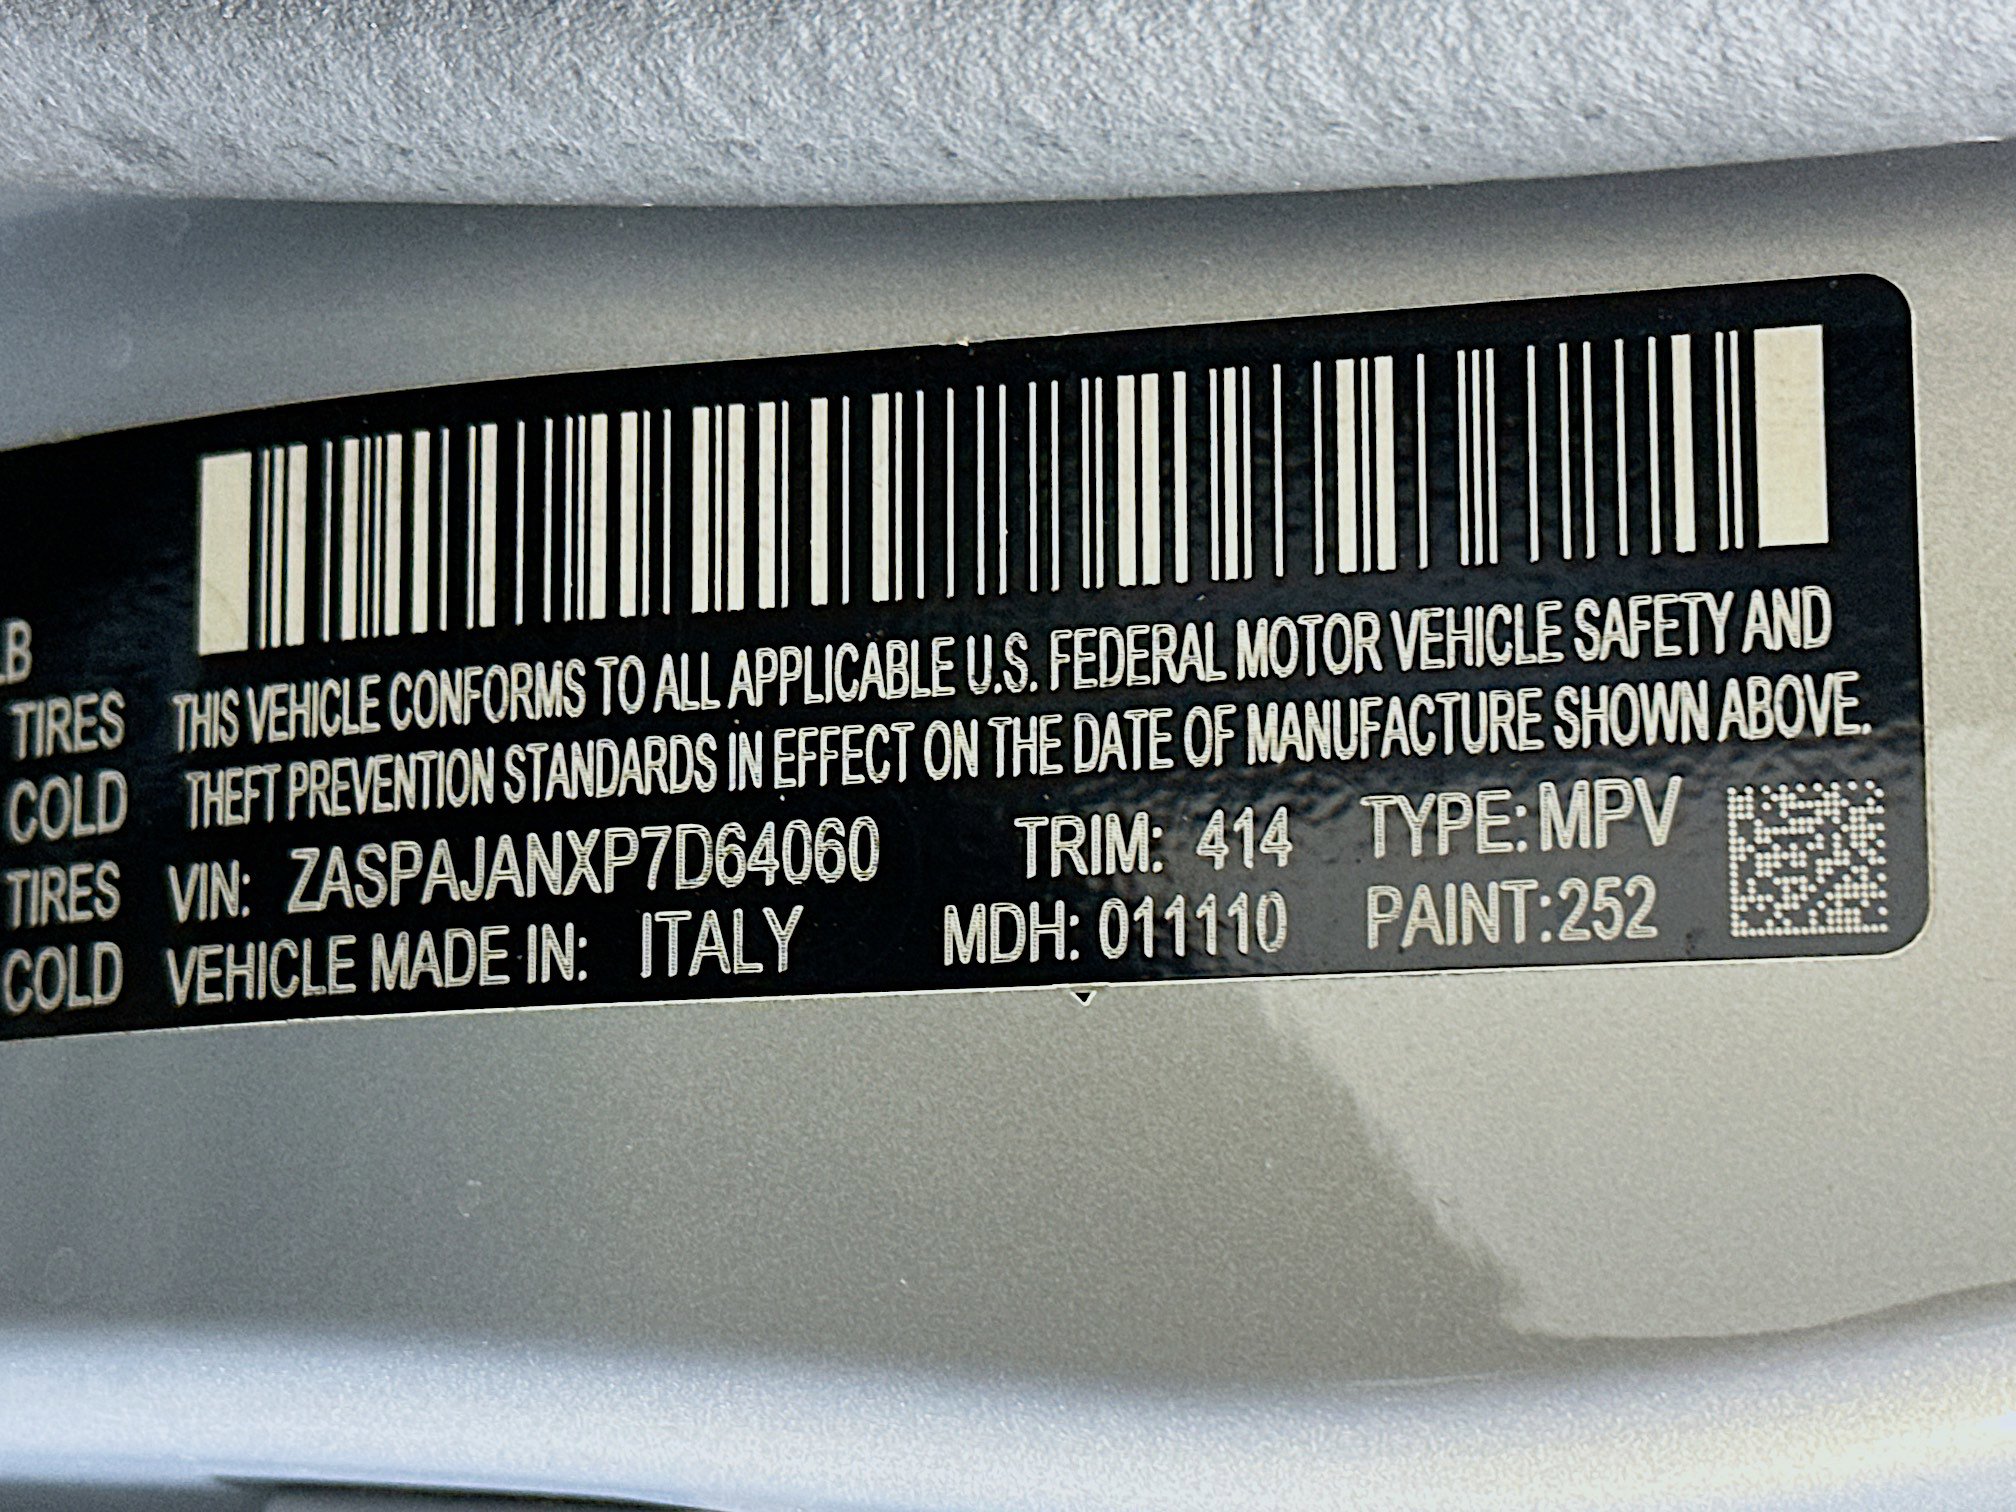 LB
TIRES
COLD
TIRES
COLD
THIS VEHICLE CONFORMS TO ALL APPLICABLE U.S. FEDERAL MOTOR VEHICLE SAFETY AND
THEFT PREVENTION STANDARDS IN EFFECT ON THE DATE OF MANUFACTURE SHOWN ABOVE.
VIN: ZASPAJANXP7D64060 TRIM: 414 TYPE: MPV
VEHICLE MADE IN: ITALY MDH: 011110 PAINT:252